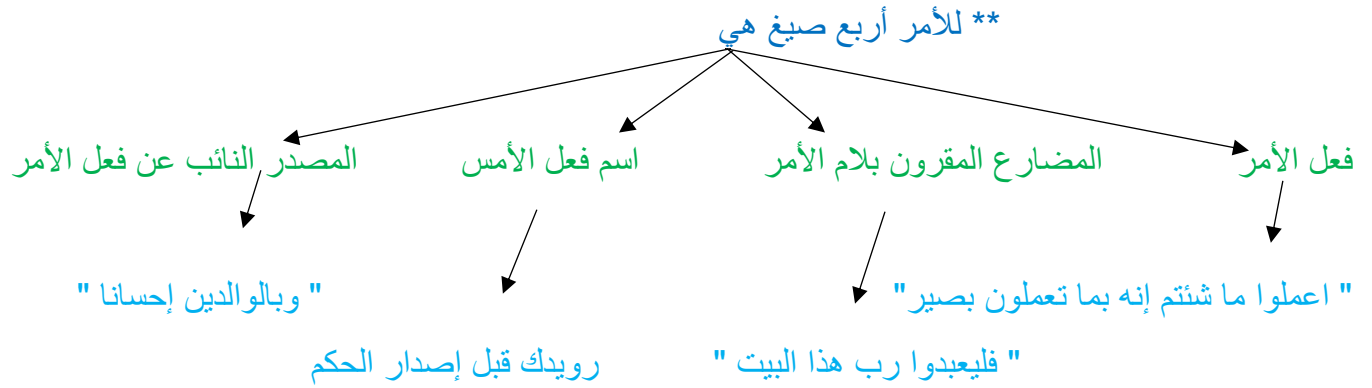 ** للأمر أربع صيغ هي
فعل الأمر
المضارع المقرون بلام الأمر
اسم فعل الأمس
المصدر النائب عن فعل الأمر
" اعملوا ما شئتم إنه بما تعملون بصير"
" فليعبدوا رب هذا البيت "
رويدك قبل إصدار الحكم
" وبالوالدين إحسانا "